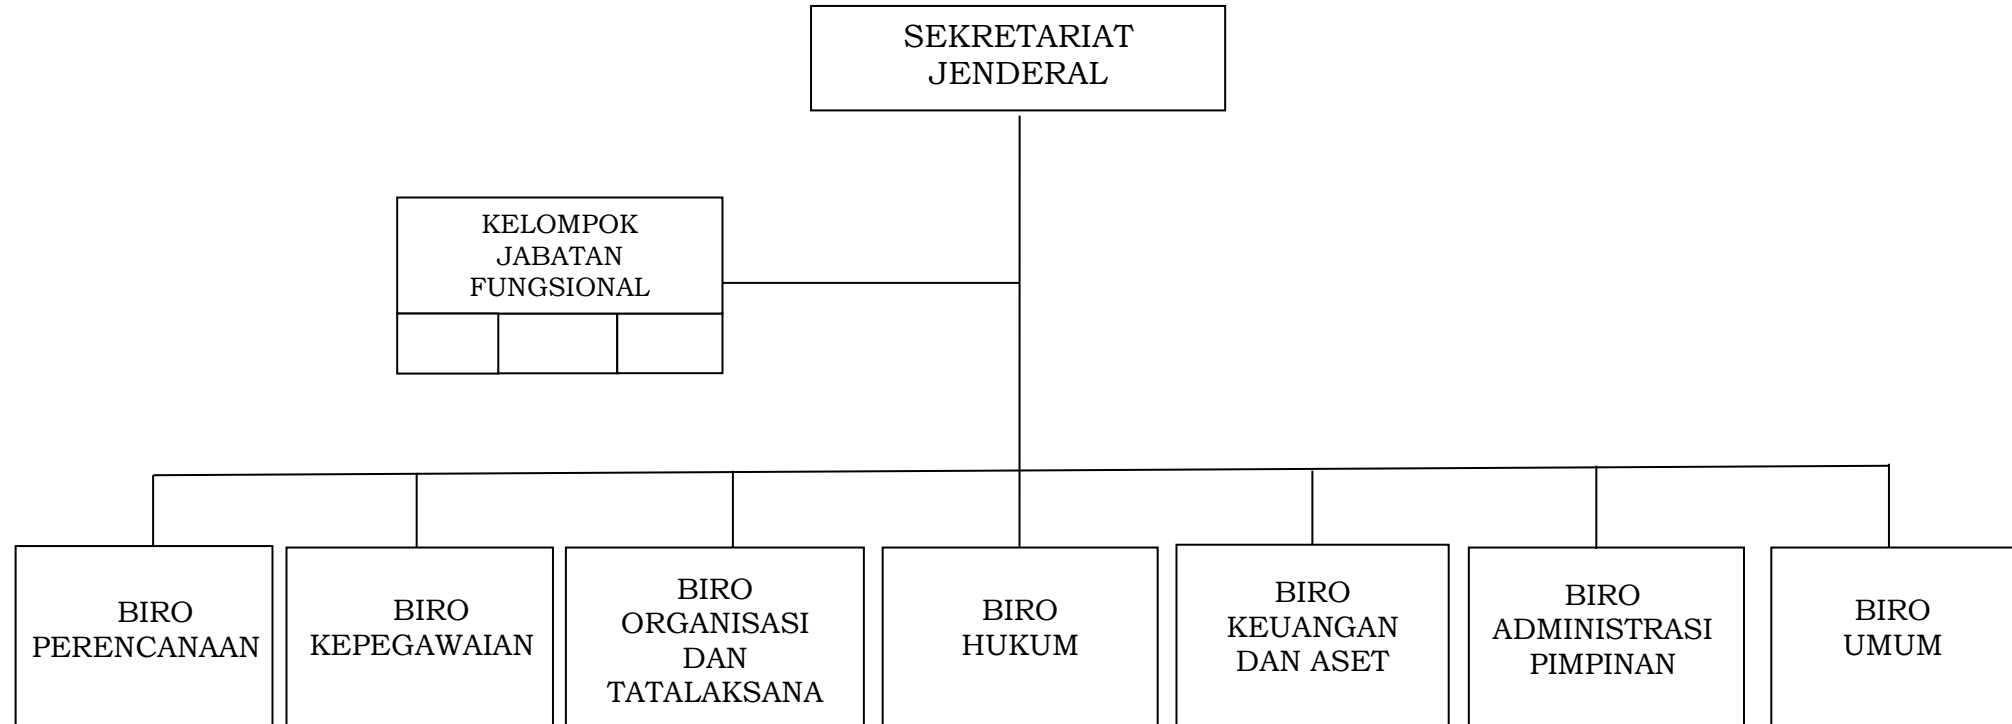 SEKRETARIAT
JENDERAL
KELOMPOK
JABATAN
FUNGSIONAL
BIRO
PERENCANAAN
BIRO
KEPEGAWAIAN
BIRO
ORGANISASI
DAN
TATALAKSANA
BIRO
HUKUM
BIRO
KEUANGAN
DAN ASET
BIRO
ADMINISTRASI
PIMPINAN
BIRO
UMUM